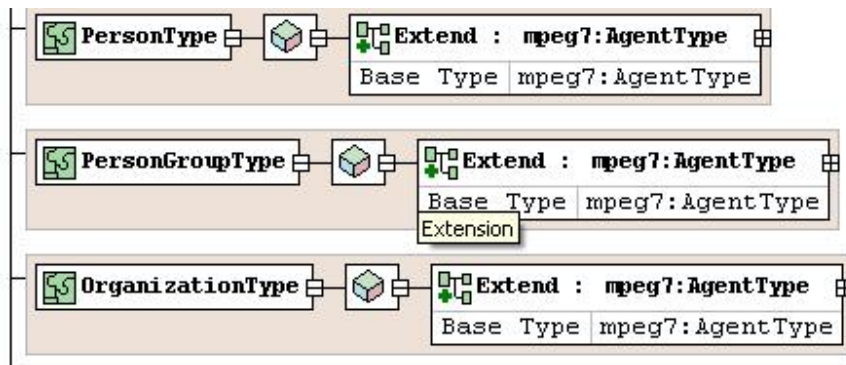 PersonType Extend : mpeg7:AgentType
Base Type mpeg7:AgentType
PersonGroupType Extend : mpeg7:AgentType
Base Type mpeg7:AgentType
Extension
OrganizationType Extend : mpeg7:AgentType
Base Type mpeg7:AgentType